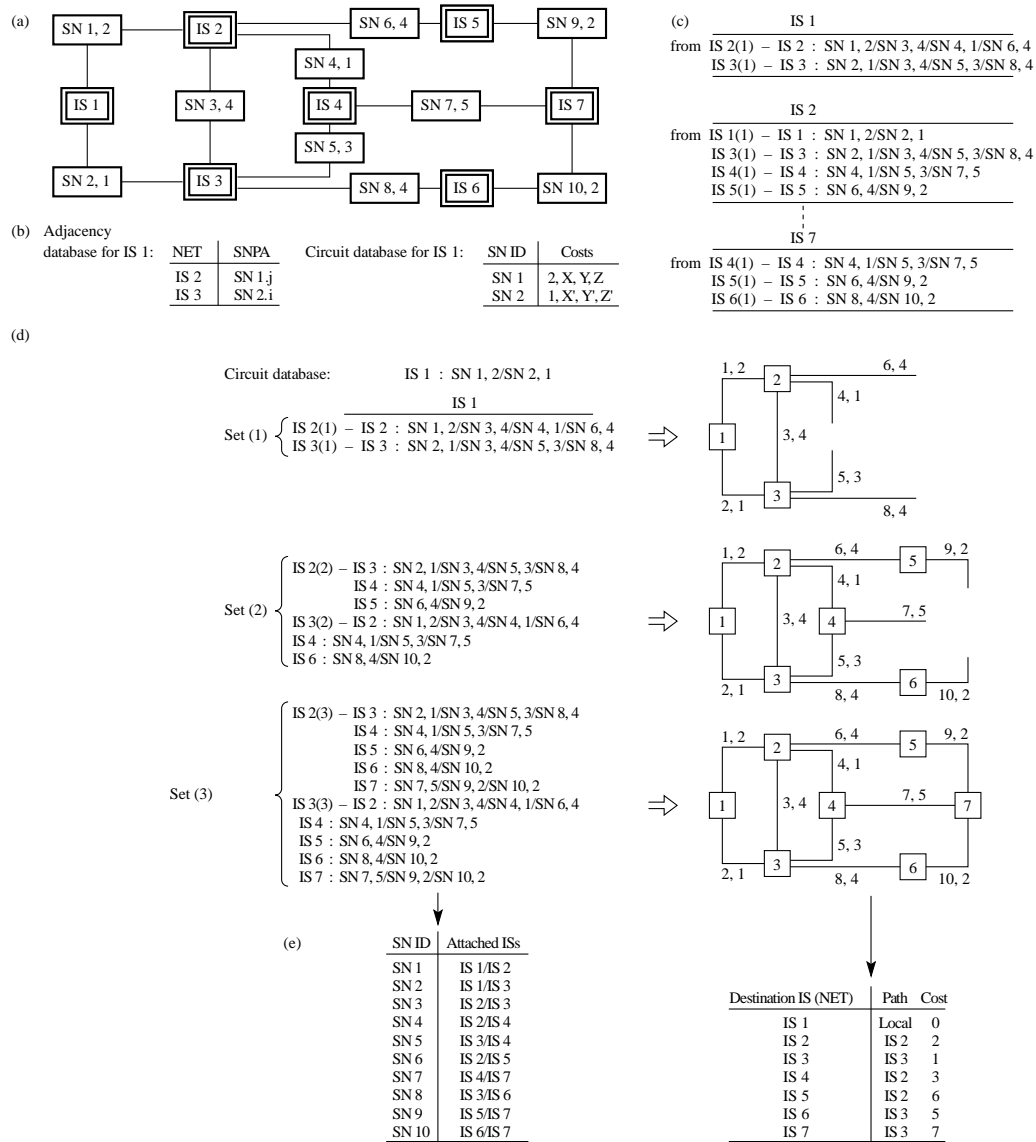 (a)
SN 1, 2
IS 2
SN 6, 4
IS 5
SN 9, 2
SN 4, 1
IS 1
SN 3, 4
IS 4
SN 7, 5
IS 7
SN 5, 3
SN 2, 1
IS 3
SN 8, 4
IS 6
SN 10, 2
(b) Adjacency
database for IS 1:
NET SNPA
IS 2 SN 1.j
IS 3 SN 2.i
Circuit database for IS 1:
SN ID Costs
SN 1 2, X, Y, Z
SN 2 1, X', Y', Z'
(c)
IS 1
from IS 2(1) – IS 2 : SN 1, 2/SN 3, 4/SN 4, 1/SN 6, 4
IS 3(1) – IS 3 : SN 2, 1/SN 3, 4/SN 5, 3/SN 8, 4
IS 2
from IS 1(1) – IS 1 : SN 1, 2/SN 2, 1
IS 3(1) – IS 3 : SN 2, 1/SN 3, 4/SN 5, 3/SN 8, 4
IS 4(1) – IS 4 : SN 4, 1/SN 5, 3/SN 7, 5
IS 5(1) – IS 5 : SN 6, 4/SN 9, 2
IS 7
from IS 4(1) – IS 4 : SN 4, 1/SN 5, 3/SN 7, 5
IS 5(1) – IS 5 : SN 6, 4/SN 9, 2
IS 6(1) – IS 6 : SN 8, 4/SN 10, 2
(d)
Circuit database: IS 1 : SN 1, 2/SN 2, 1
IS 1
Set (1)
IS 2(1) – IS 2 : SN 1, 2/SN 3, 4/SN 4, 1/SN 6, 4
IS 3(1) – IS 3 : SN 2, 1/SN 3, 4/SN 5, 3/SN 8, 4
1, 2
2
6, 4
4, 1
1
3, 4
5, 3
3
2, 1
8, 4
Set (2)
IS 2(2) – IS 3 : SN 2, 1/SN 3, 4/SN 5, 3/SN 8, 4
IS 4 : SN 4, 1/SN 5, 3/SN 7, 5
IS 5 : SN 6, 4/SN 9, 2
IS 3(2) – IS 2 : SN 1, 2/SN 3, 4/SN 4, 1/SN 6, 4
IS 4 : SN 4, 1/SN 5, 3/SN 7, 5
IS 6 : SN 8, 4/SN 10, 2
1, 2
2
6, 4
5
9, 2
4, 1
1
3, 4
4
7, 5
5, 3
3
2, 1
8, 4
6
10, 2
Set (3)
IS 2(3) – IS 3 : SN 2, 1/SN 3, 4/SN 5, 3/SN 8, 4
IS 4 : SN 4, 1/SN 5, 3/SN 7, 5
IS 5 : SN 6, 4/SN 9, 2
IS 6 : SN 8, 4/SN 10, 2
IS 7 : SN 7, 5/SN 9, 2/SN 10, 2
IS 3(3) – IS 2 : SN 1, 2/SN 3, 4/SN 4, 1/SN 6, 4
IS 4 : SN 4, 1/SN 5, 3/SN 7, 5
IS 5 : SN 6, 4/SN 9, 2
IS 6 : SN 8, 4/SN 10, 2
IS 7 : SN 7, 5/SN 9, 2/SN 10, 2
1, 2
2
6, 4
5
9, 2
4, 1
1
3, 4
4
7, 5
7
5, 3
3
2, 1
8, 4
6
10, 2
(e)
SN ID Attached ISs
SN 1 IS 1/IS 2
SN 2 IS 1/IS 3
SN 3 IS 2/IS 3
SN 4 IS 2/IS 4
SN 5 IS 3/IS 4
SN 6 IS 2/IS 5
SN 7 IS 4/IS 7
SN 8 IS 3/IS 6
SN 9 IS 5/IS 7
SN 10 IS 6/IS 7
Destination IS (NET) Path Cost
IS 1 Local 0
IS 2 IS 2 2
IS 3 IS 3 1
IS 4 IS 2 3
IS 5 IS 2 6
IS 6 IS 3 5
IS 7 IS 3 7